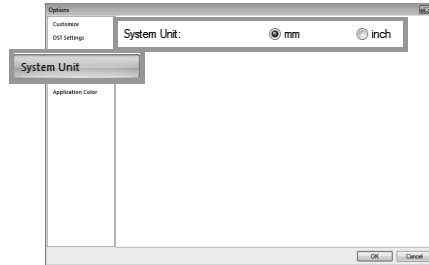 Options
Customize
DST Settings
System Unit: mm inch
System Unit
Application Color
OK Cancel